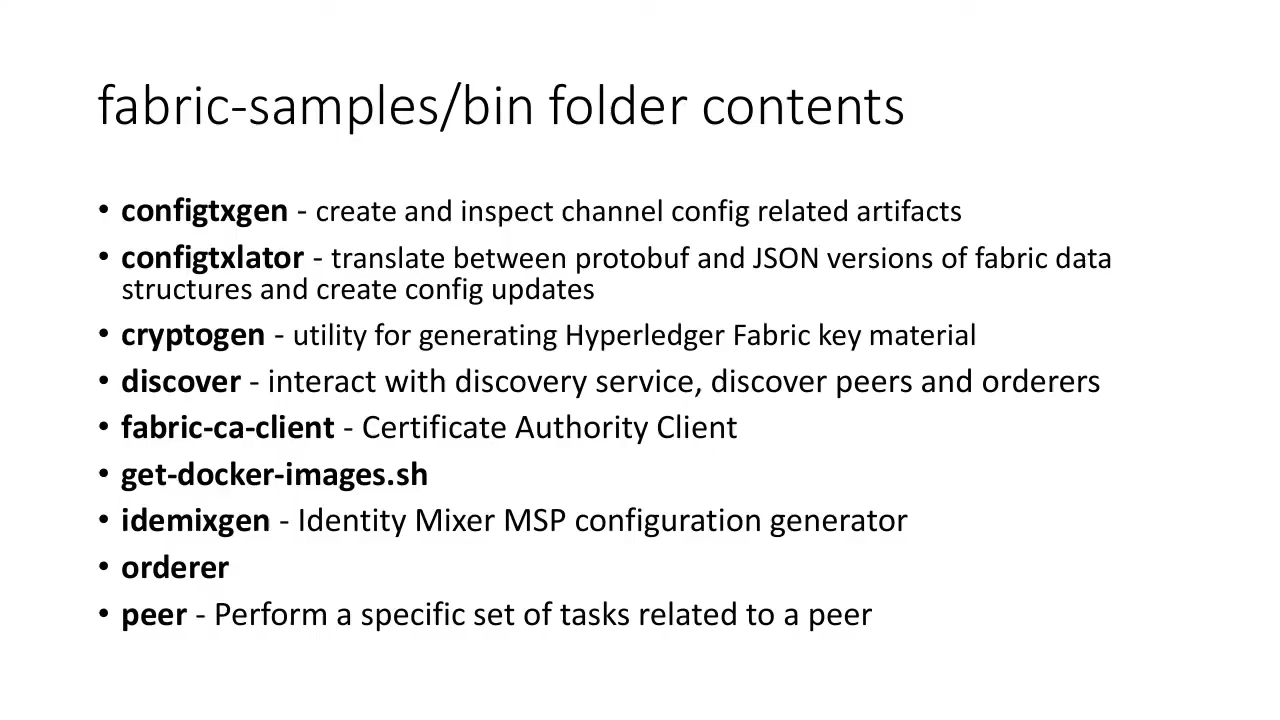 fabric-samples/bin folder contents
• configtxgen - create and inspect channel config related artifacts
• configtxlator - translate between protobuf and JSON versions of fabric data
structures and create config updates
• cryptogen - utility for generating Hyperledger Fabric key material
• discover - interact with discovery service, discover peers and orderers
• fabric-ca-client - Certificate Authority Client
• get-docker-images.sh
• idemixgen - Identity Mixer MSP configuration generator
• orderer
• peer - Perform a specific set of tasks related to a peer